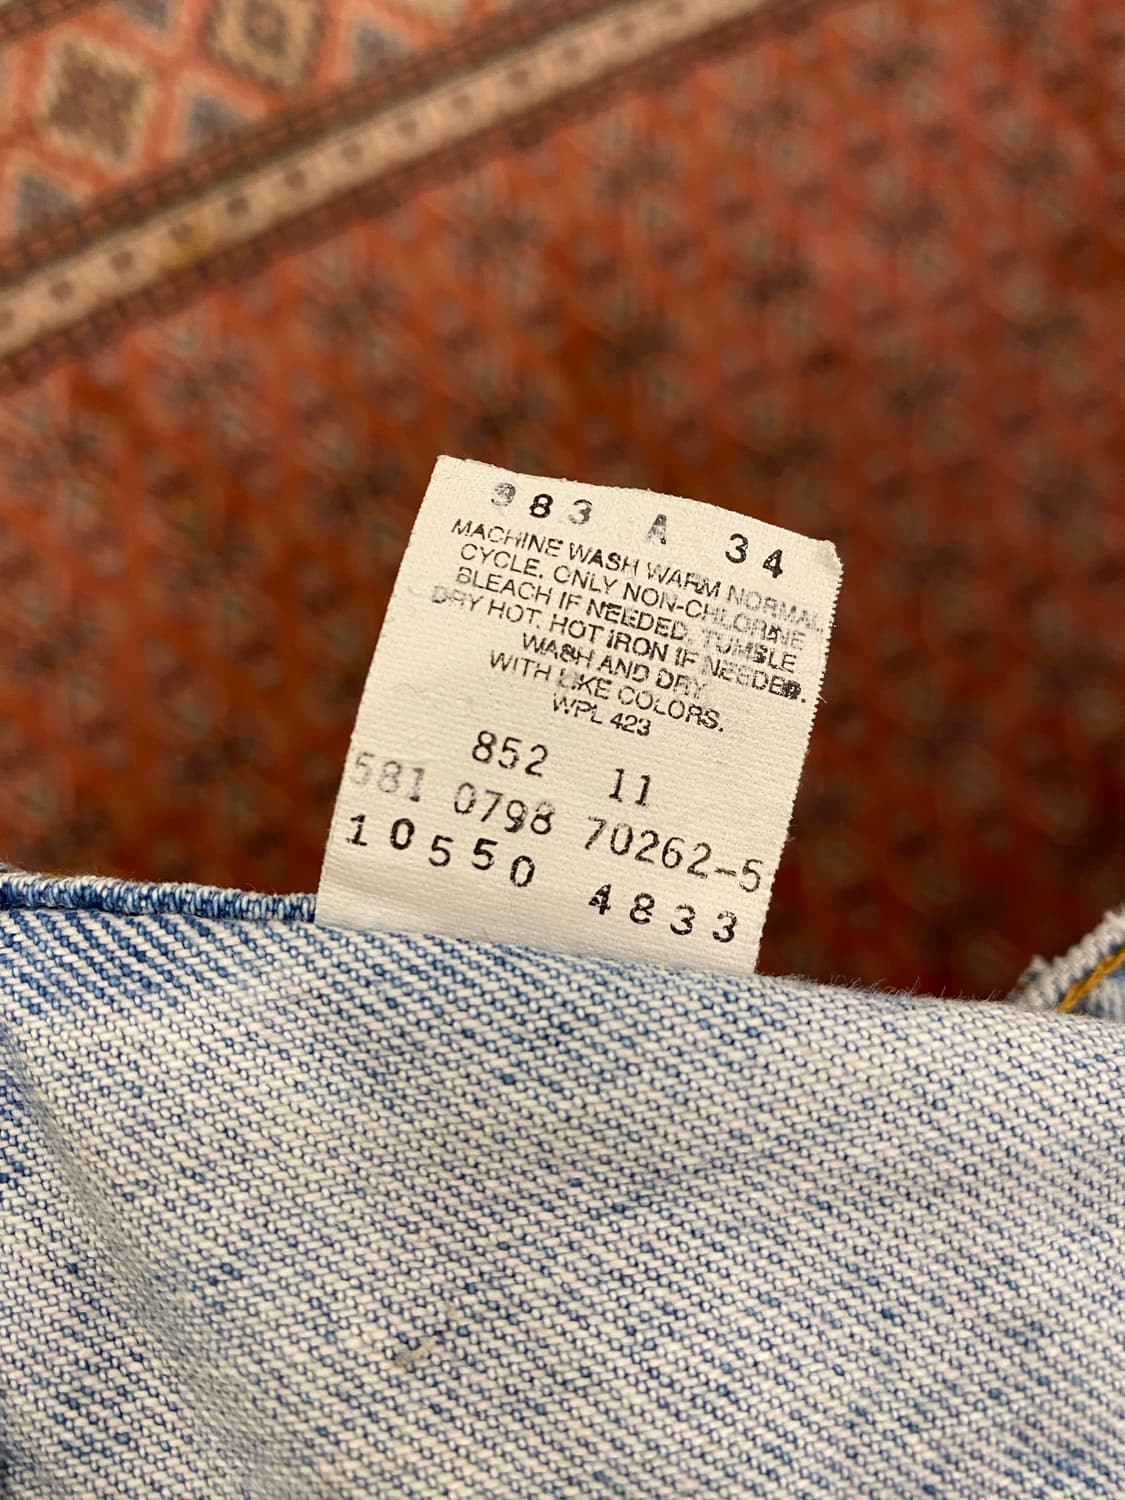 983 A 34
MACHINE WASH WARM NORMAL
CYCLE. ONLY NON-CHLORINE
BLEACH IF NEEDED. TUMBLE
DRY HOT. HOT IRON IF NEEDED.
WASH AND DRY
WITH LIKE COLORS.
WPL 423
852 11
581 0798 70262-5
10550 4833